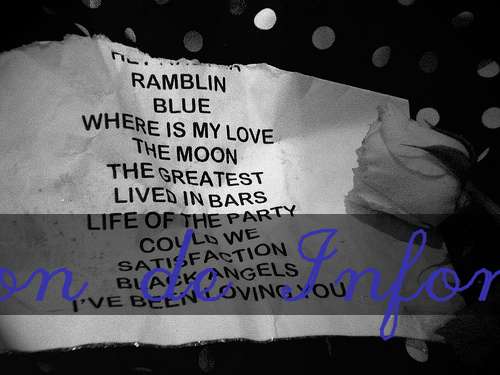 RAMBLIN
BLUE
WHERE IS MY LOVE
THE MOON
THE GREATEST
LIVED IN BARS
LIFE OF THE PARTY
COULD WE
SATISFACTION
BLACK ANGELS
I'VE BEEN LOVING YOU
on de Infor